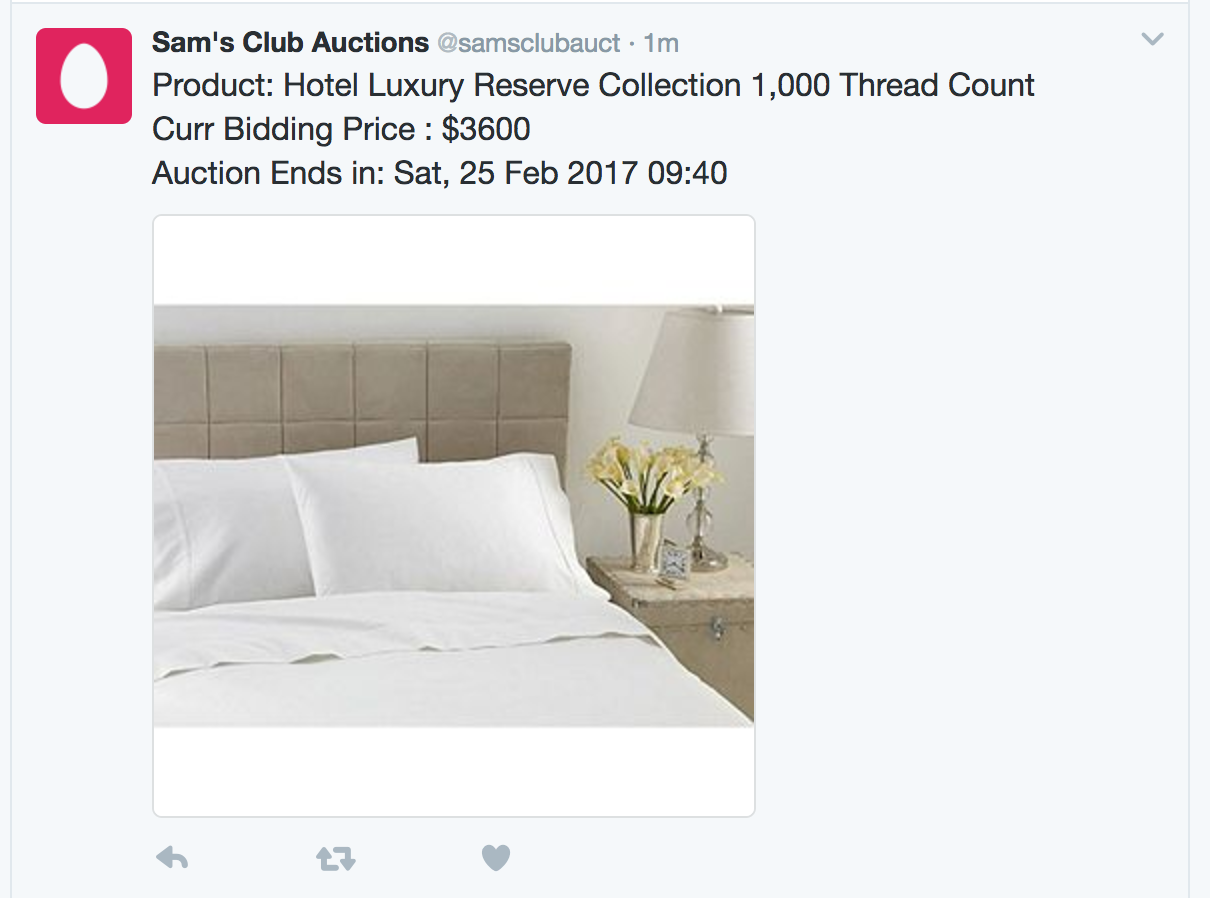 Sam's Club Auctions @samsclubauct · 1m
Product: Hotel Luxury Reserve Collection 1,000 Thread Count
Curr Bidding Price : $3600
Auction Ends in: Sat, 25 Feb 2017 09:40